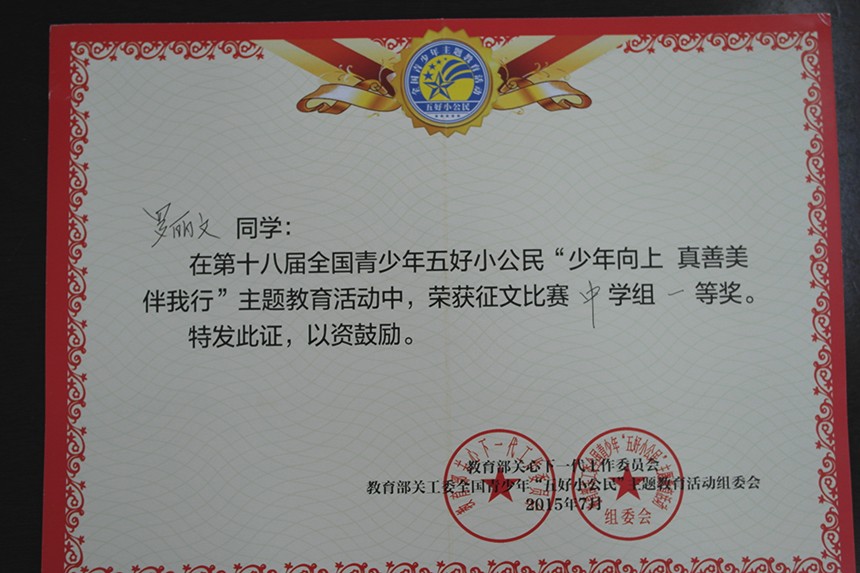 全国青少年主题教育活动
五好小公民
罗丽文 同学：
在第十八届全国青少年五好小公民“少年向上 真善美
伴我行”主题教育活动中，荣获征文比赛 中 学组 一 等奖。
特发此证，以资鼓励。
教育部关心下一代工作委员会
教育部关工委全国青少年“五好小公民”主题教育活动组委会
2015年7月
组委会